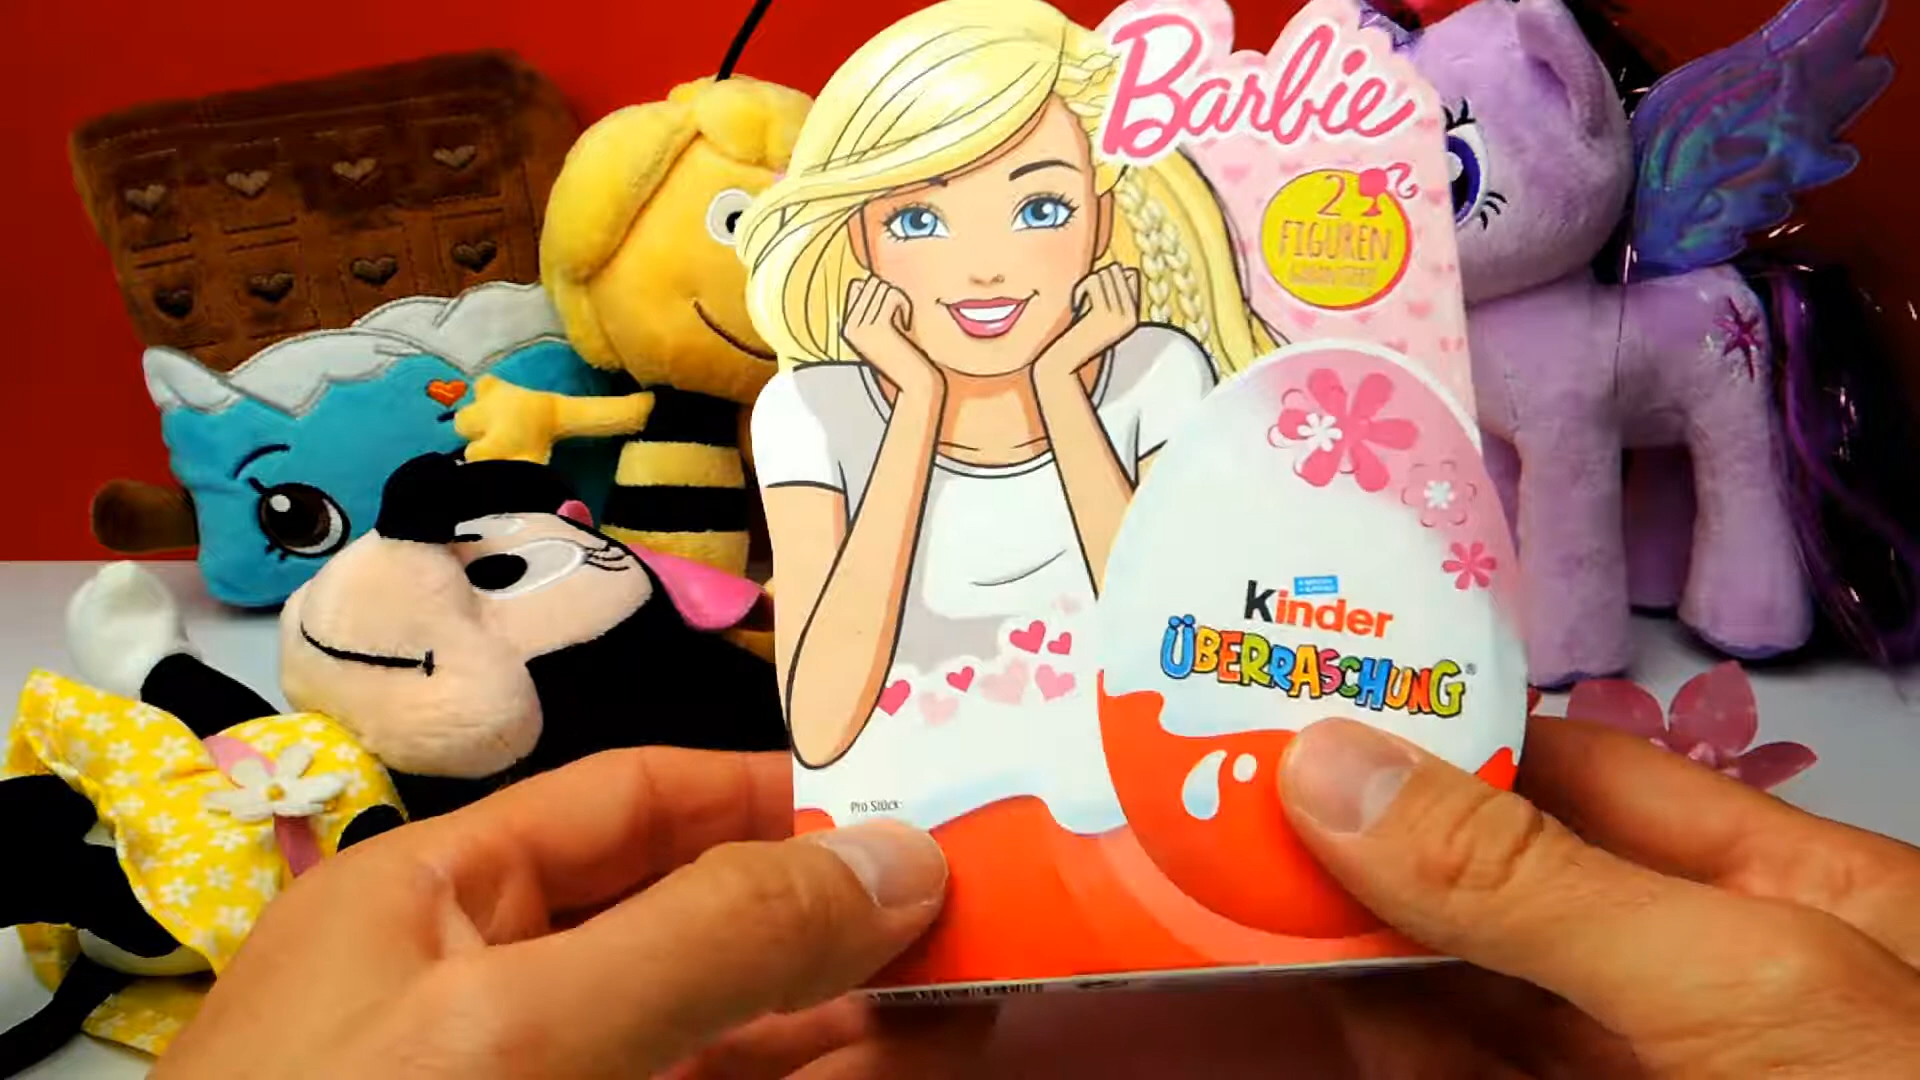 Barbie
2
FIGUREN
kinder
ÜBERRASCHUNG
Pro Stück